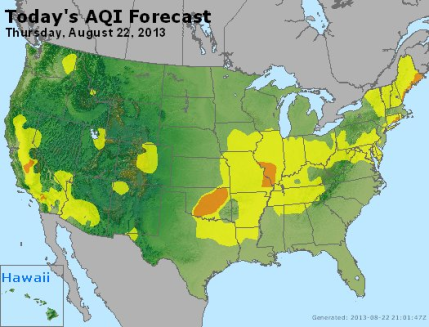 Today's AQI Forecast
Thursday, August 22, 2013
Hawaii
Generated: 2013-08-22 21:01:47Z